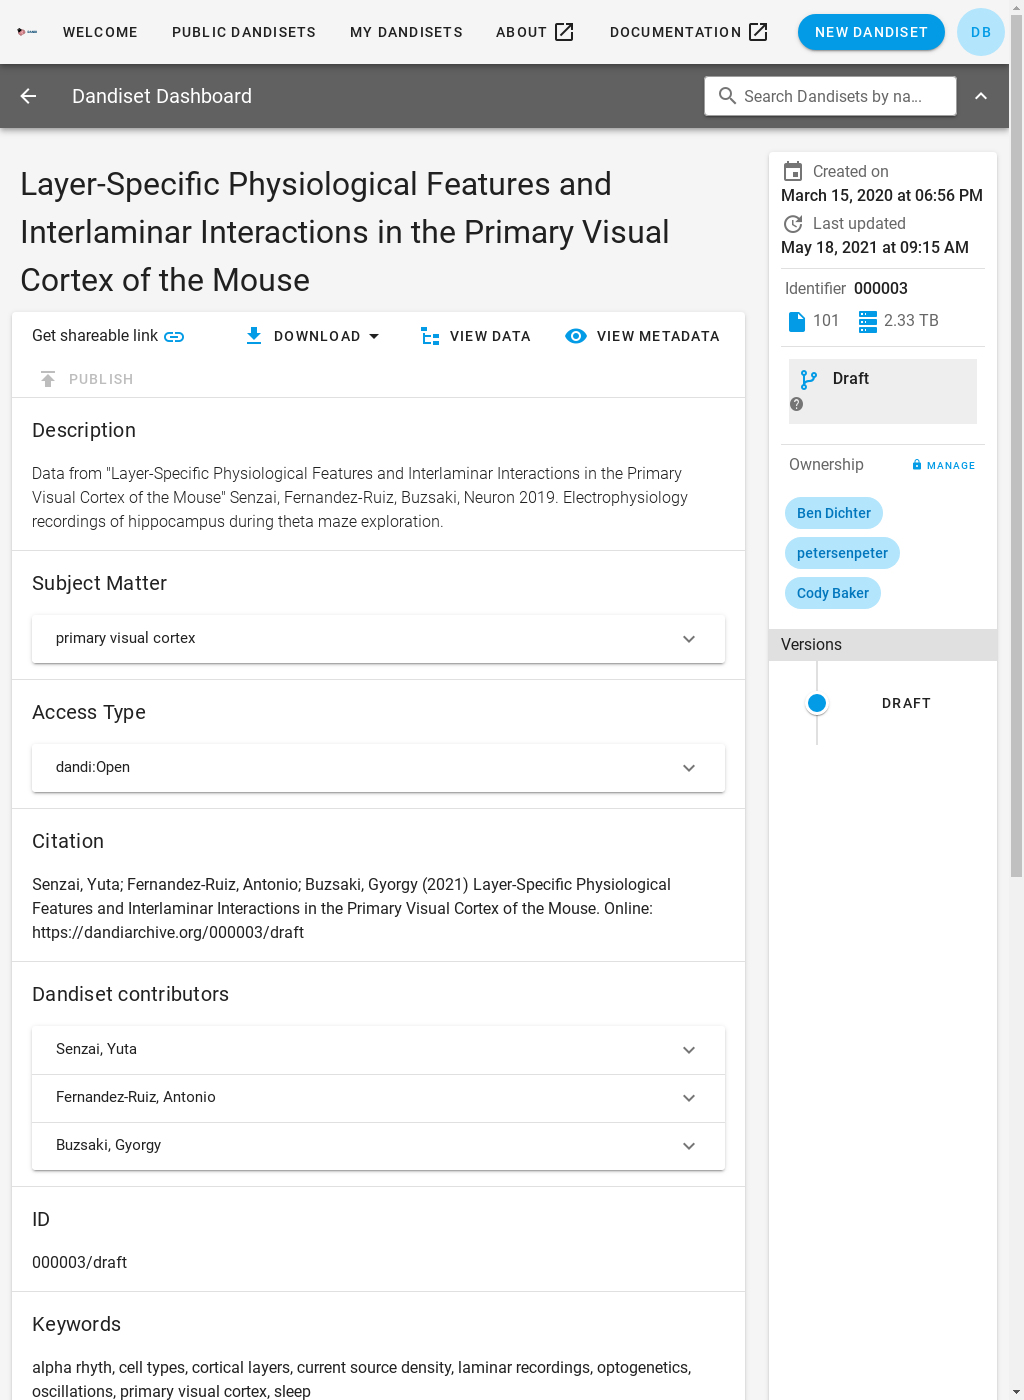 WELCOME PUBLIC DANDISETS MY DANDISETS ABOUT DOCUMENTATION NEW DANDISET DB
Dandiset Dashboard Search Dandisets by na...
Layer-Specific Physiological Features and
Interlaminar Interactions in the Primary Visual
Cortex of the Mouse
Get shareable link DOWNLOAD VIEW DATA VIEW METADATA
PUBLISH
Description
Data from "Layer-Specific Physiological Features and Interlaminar Interactions in the Primary
Visual Cortex of the Mouse" Senzai, Fernandez-Ruiz, Buzsaki, Neuron 2019. Electrophysiology
recordings of hippocampus during theta maze exploration.
Subject Matter
primary visual cortex
Access Type
dandi:Open
Citation
Senzai, Yuta; Fernandez-Ruiz, Antonio; Buzsaki, Gyorgy (2021) Layer-Specific Physiological
Features and Interlaminar Interactions in the Primary Visual Cortex of the Mouse. Online:
https://dandiarchive.org/000003/draft
Dandiset contributors
Senzai, Yuta
Fernandez-Ruiz, Antonio
Buzsaki, Gyorgy
ID
000003/draft
Keywords
alpha rhyth, cell types, cortical layers, current source density, laminar recordings, optogenetics,
oscillations, primary visual cortex, sleep
Created on
March 15, 2020 at 06:56 PM
Last updated
May 18, 2021 at 09:15 AM
Identifier 000003
101 2.33 TB
Draft
Ownership MANAGE
Ben Dichter
petersenpeter
Cody Baker
Versions
DRAFT